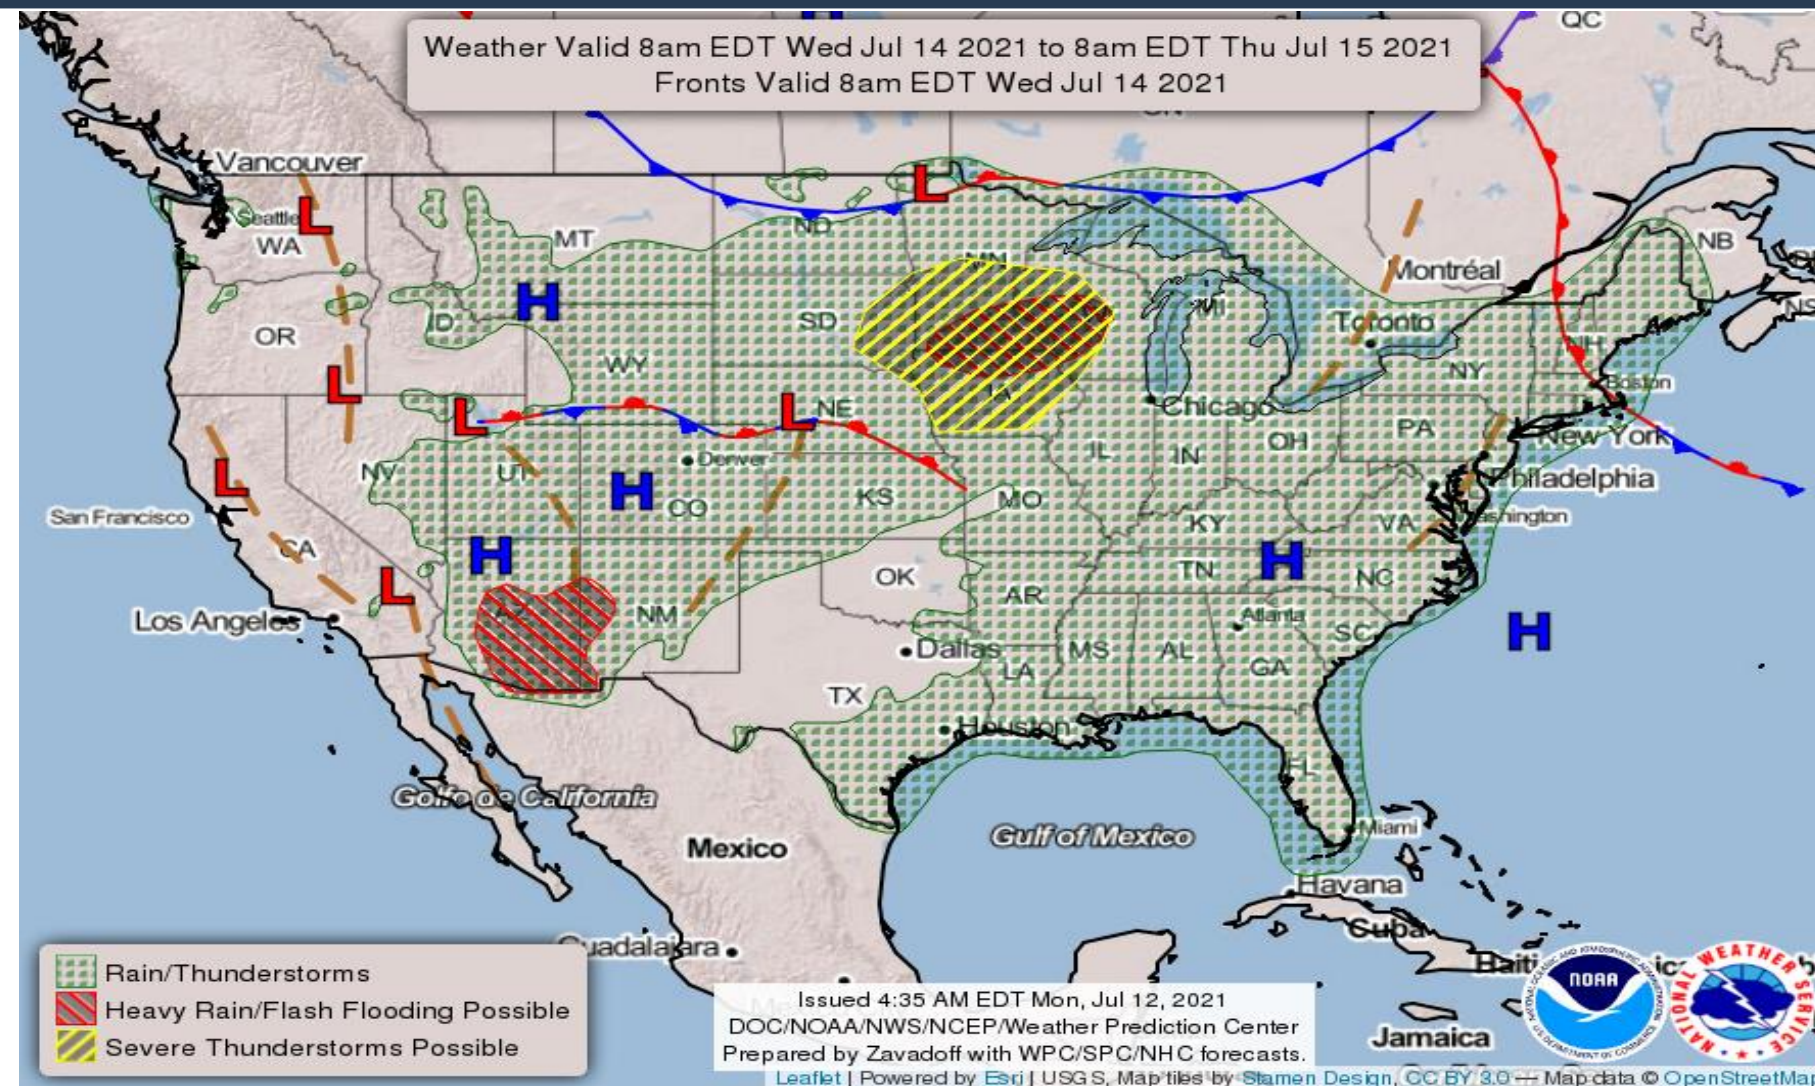 Weather Valid 8am EDT Wed Jul 14 2021 to 8am EDT Thu Jul 15 2021
Fronts Valid 8am EDT Wed Jul 14 2021
QC
H
Vancouver
L
Seattle
WA
MT
ND
L
MN
NB
Montréal
H
OR
ID
SD
MI
Toronto
NH
WY
NY
L
L
L
NE
Boston
Chicago
PA
New York
OH
IL
IN
Denver
NV
UT
L
H
CO
KS
MO
Philadelphia
San Francisco
KY
VA
CA
H
H
TN
NC
OK
L
AR
Los Angeles
AZ
NM
Atlanta
SC
H
Dallas
MS
AL
GA
LA
TX
Houston
FL
Golfo de California
Miami
Gulf of Mexico
Mexico
Havana
Cuba
Guadalajara
Haiti
Jamaica
Rain/Thunderstorms
Heavy Rain/Flash Flooding Possible
Severe Thunderstorms Possible
Issued 4:35 AM EDT Mon, Jul 12, 2021
DOC/NOAA/NWS/NCEP/Weather Prediction Center
Prepared by Zavadoff with WPC/SPC/NHC forecasts.
NOAA
NATIONAL WEATHER SERVICE
Leaflet | Powered by Esri | USGS, Map tiles by Stamen Design, CC BY 3.0 — Map data © OpenStreetMap